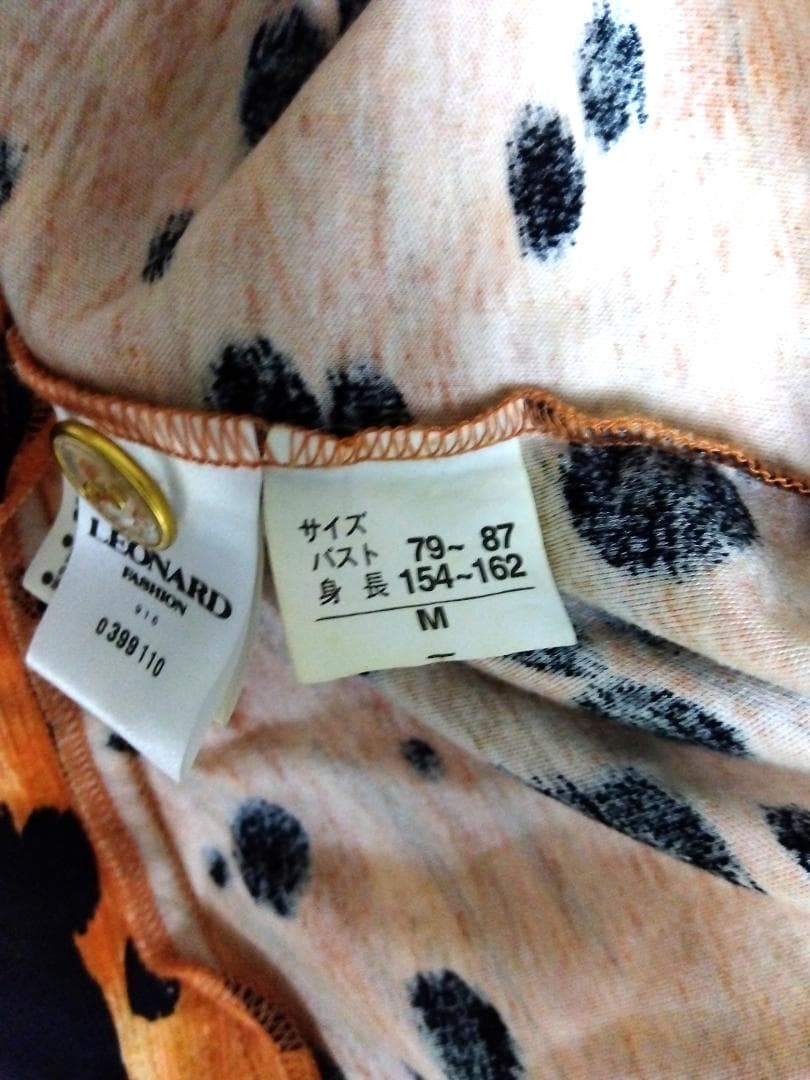 LEONARD
FASHION
916
0399110
サイズ
バスト 79~ 87
身 長 154~162
M
~